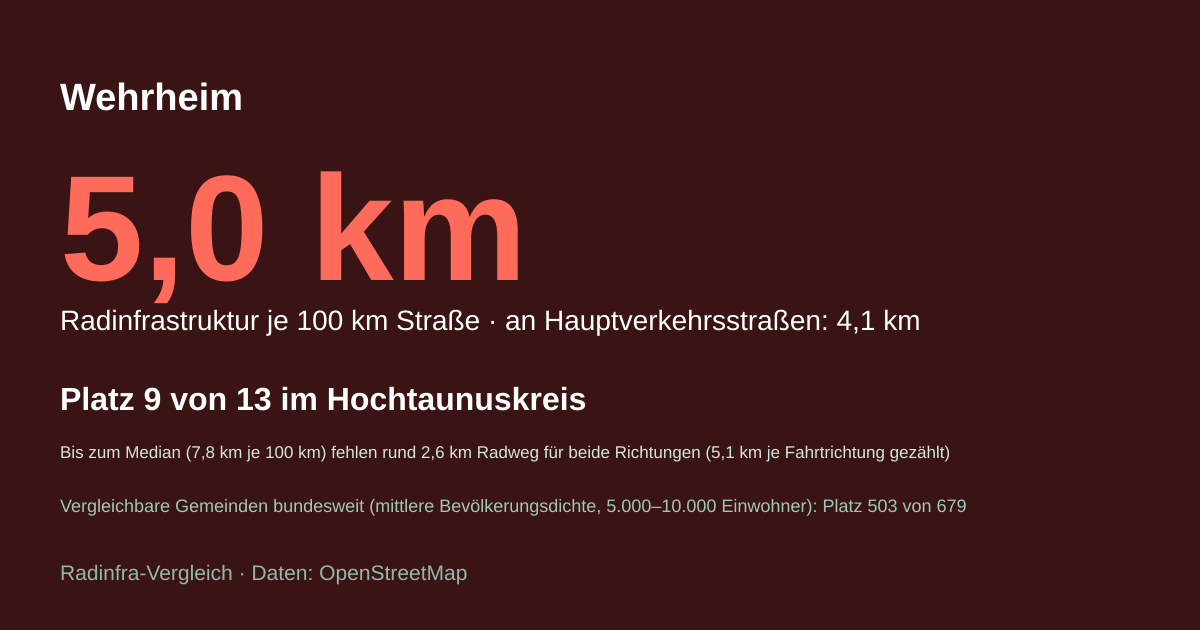 Wehrheim
5,0 km
Radinfrastruktur je 100 km Straße · an Hauptverkehrsstraßen: 4,1 km
Platz 9 von 13 im Hochtaunuskreis
Bis zum Median (7,8 km je 100 km) fehlen rund 2,6 km Radweg für beide Richtungen (5,1 km je Fahrtrichtung gezählt)
Vergleichbare Gemeinden bundesweit (mittlere Bevölkerungsdichte, 5.000–10.000 Einwohner): Platz 503 von 679
Radinfra-Vergleich · Daten: OpenStreetMap